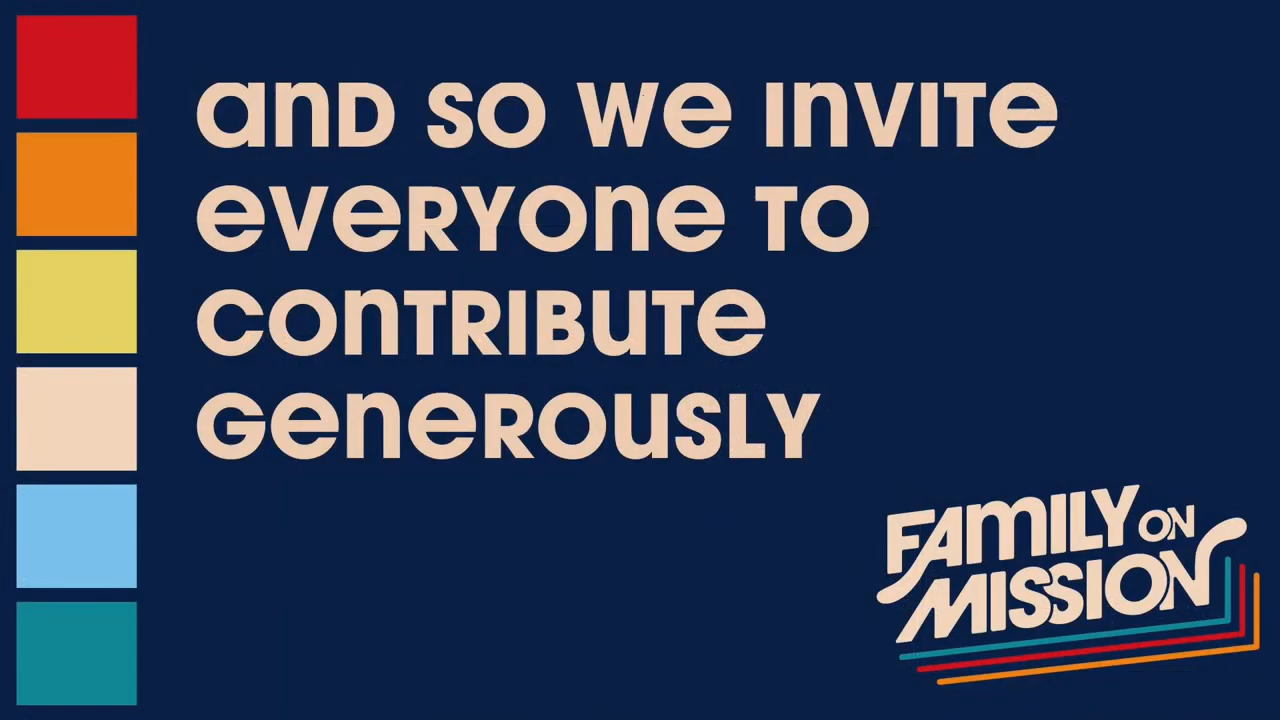 and so we invite
everyone to
contribute
generously
FAMILY ON
MISSION